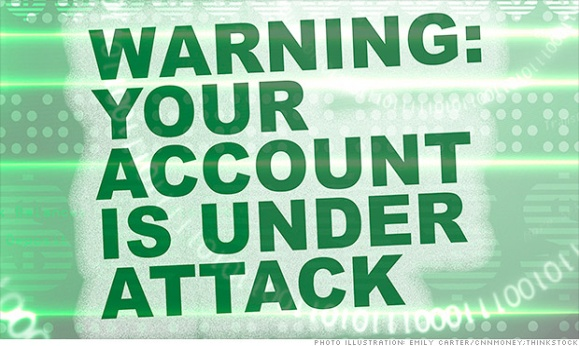 WARNING:
YOUR
ACCOUNT
IS UNDER
ATTACK
PHOTO ILLUSTRATION: EMILY CARTER/CNNMONEY;THINKSTOCK